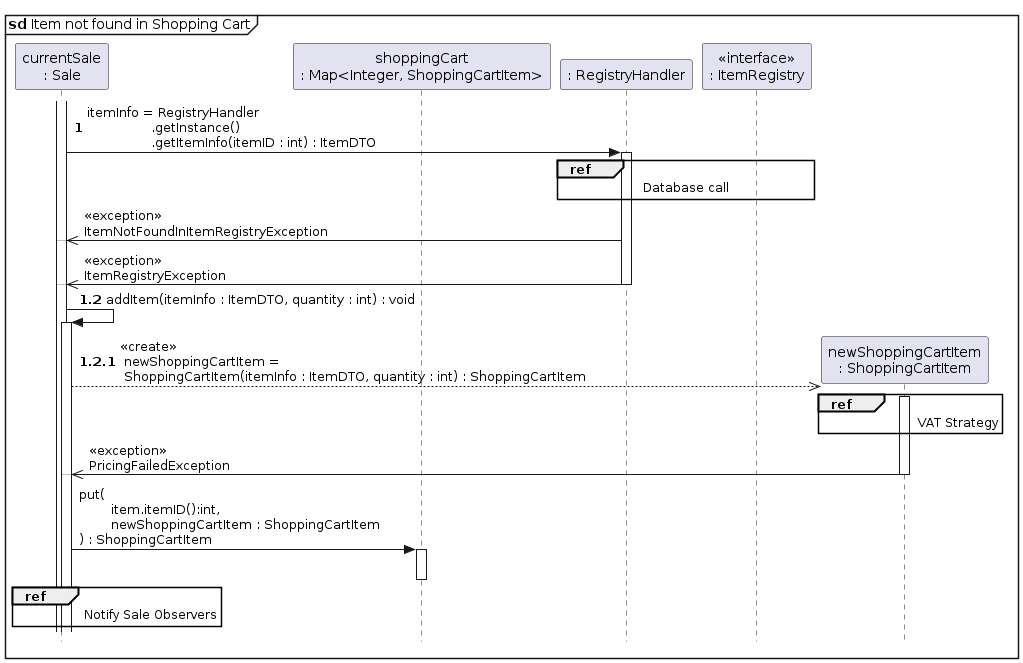 sd Item not found in Shopping Cart
currentSale
: Sale
shoppingCart
: Map<Integer, ShoppingCartItem>
: RegistryHandler
«interface»
: ItemRegistry
itemInfo = RegistryHandler
1 .getInstance()
.getItemInfo(itemID : int) : ItemDTO
ref
Database call
«exception»
ItemNotFoundInItemRegistryException
«exception»
ItemRegistryException
1.2 addItem(itemInfo : ItemDTO, quantity : int) : void
«create»
1.2.1 newShoppingCartItem =
ShoppingCartItem(itemInfo : ItemDTO, quantity : int) : ShoppingCartItem
newShoppingCartItem
: ShoppingCartItem
ref
VAT Strategy
«exception»
PricingFailedException
put(
item.itemID():int,
newShoppingCartItem : ShoppingCartItem
) : ShoppingCartItem
ref
Notify Sale Observers